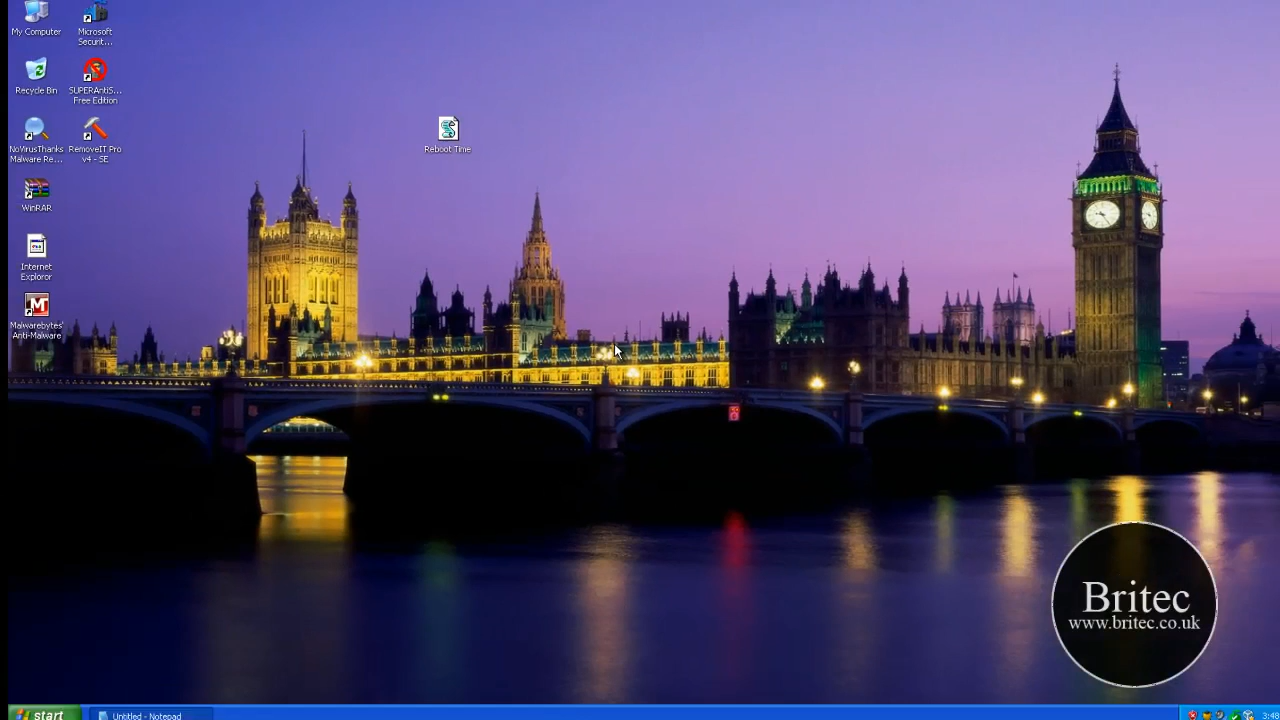 My Computer
Microsoft
Securit...
Recycle Bin
SUPERAntiS...
Free Edition
NoVirusThanks
Malware Re...
RemoveIT Pro
v4 - SE
Reboot Time
WinRAR
Internet
Exploror
Malwarebytes'
Anti-Malware
Britec
www.britec.co.uk
start
Untitled - Notepad